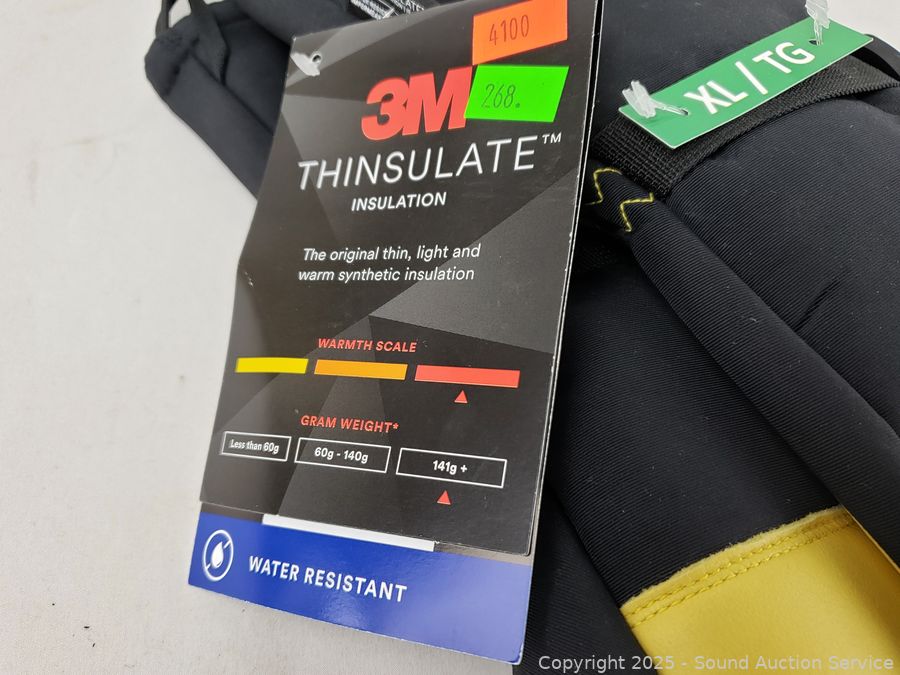 4100
268.
XL / TG
3M
THINSULATE™
INSULATION
The original thin, light and
warm synthetic insulation
WARMTH SCALE
GRAM WEIGHT*
Less than 60g
60g - 140g
141g +
WATER RESISTANT
Copyright 2025 - Sound Auction Service